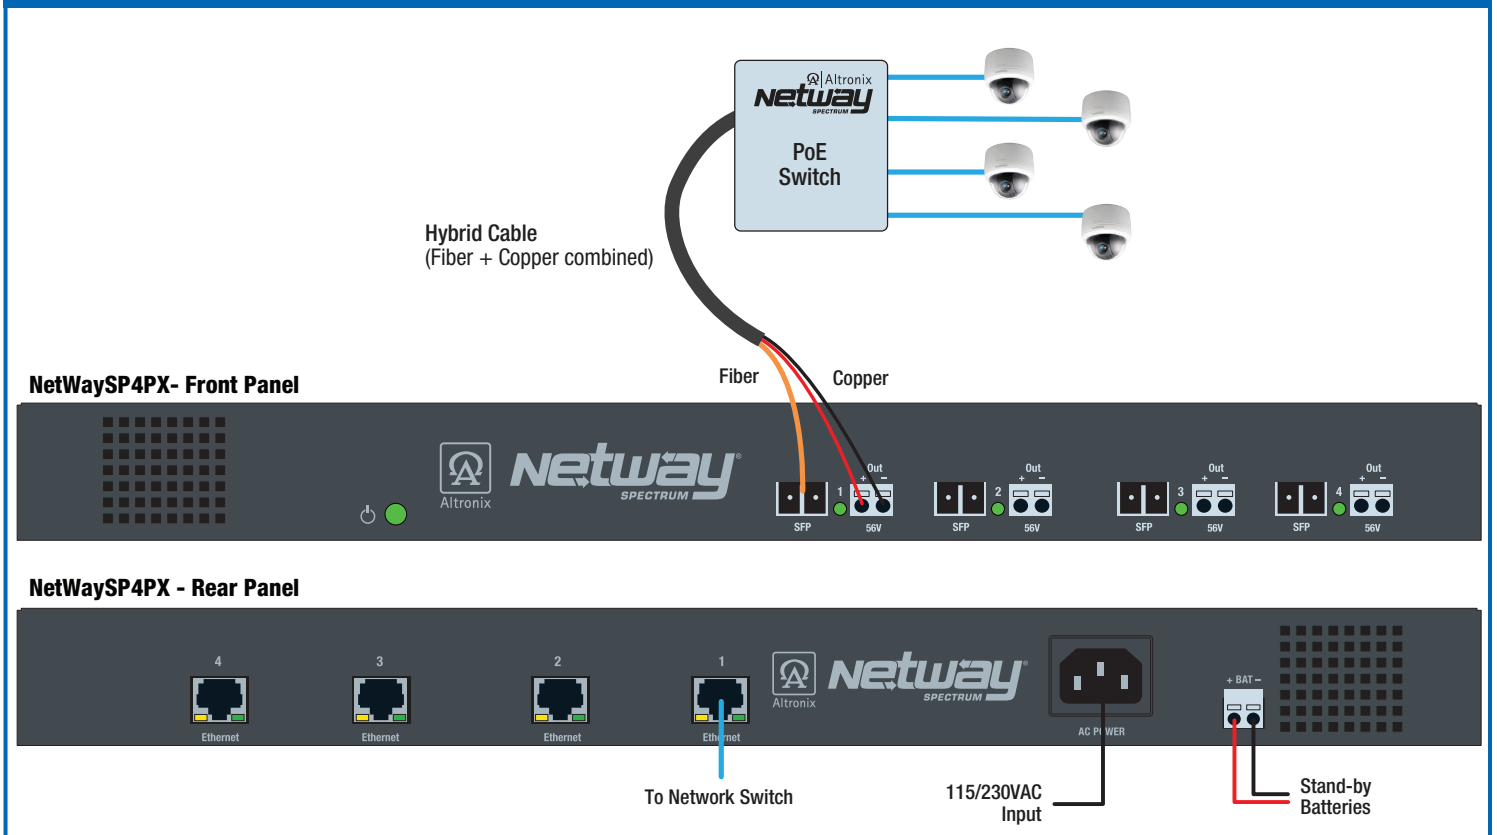 Altronix
Netway
SPECTRUM
PoE
Switch
Hybrid Cable
(Fiber + Copper combined)
Fiber
Copper
NetWaySP4PX- Front Panel
Altronix
Netway®
SPECTRUM
SFP
1
Out
+ −
56V
SFP
2
Out
+ −
56V
SFP
3
Out
+ −
56V
SFP
4
Out
+ −
56V
NetWaySP4PX - Rear Panel
4
Ethernet
3
Ethernet
2
Ethernet
1
Ethernet
Altronix
Netway®
SPECTRUM
AC POWER
+ BAT −
To Network Switch
115/230VAC
Input
Stand-by
Batteries